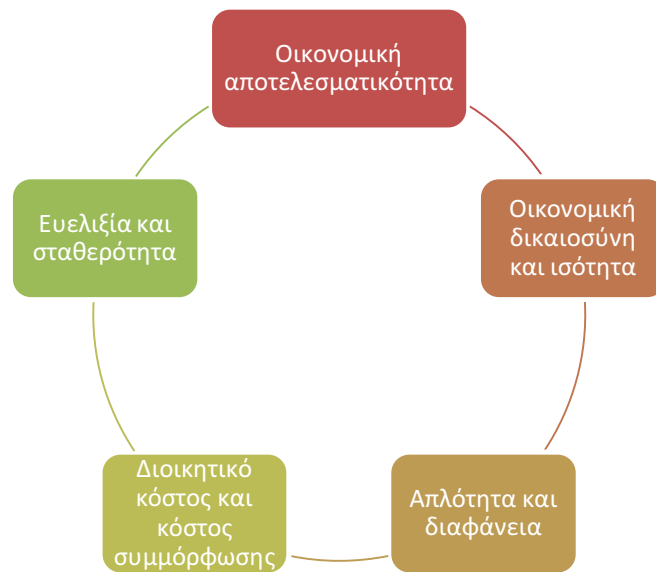 Οικονομική
αποτελεσματικότητα
Οικονομική
δικαιοσύνη
και ισότητα
Απλότητα και
διαφάνεια
Διοικητικό
κόστος και
κόστος
συμμόρφωσης
Ευελιξία και
σταθερότητα